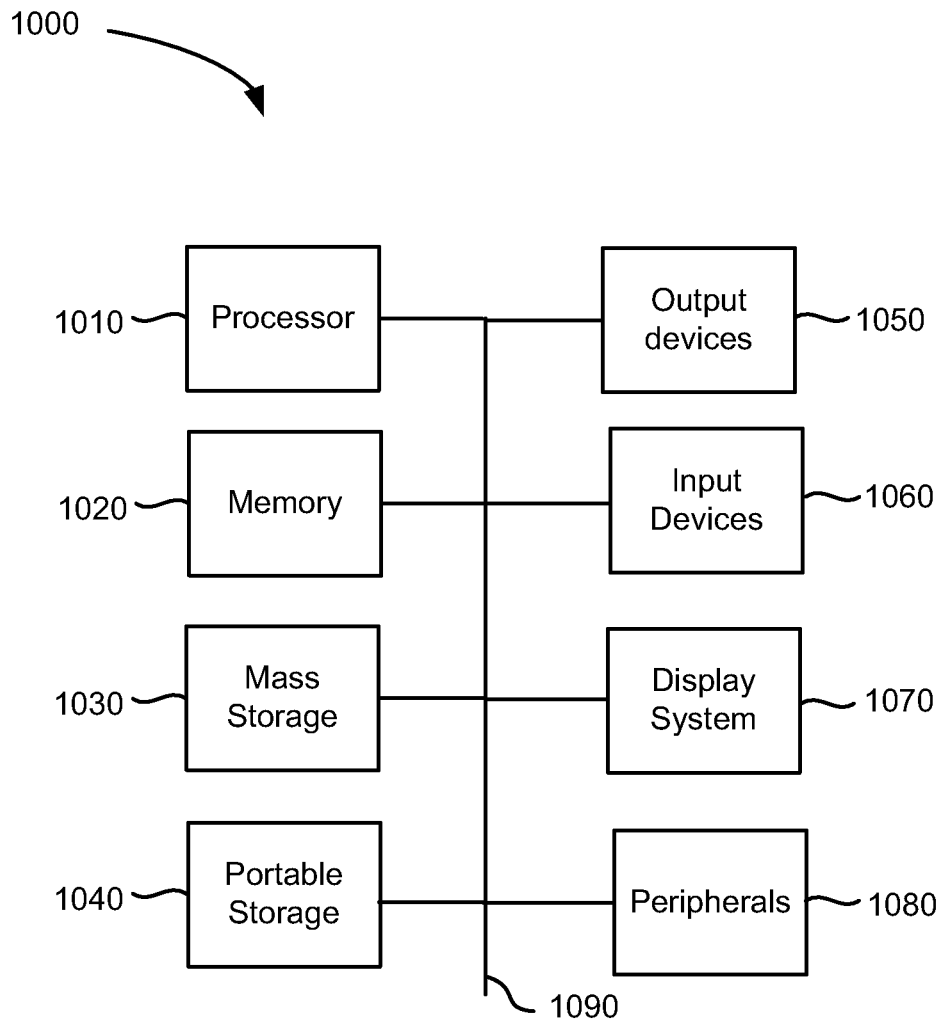 1000
1010
Processor
Output
devices
1050
1020
Memory
Input
Devices
1060
1030
Mass
Storage
Display
System
1070
1040
Portable
Storage
Peripherals
1080
1090